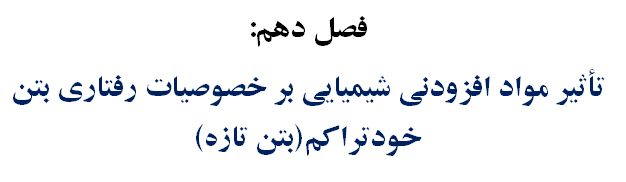 فصل دهم:
تأثیر مواد افزودنی شیمیایی بر خصوصیات رفتاری بتن
خودتراکم(بتن تازه)